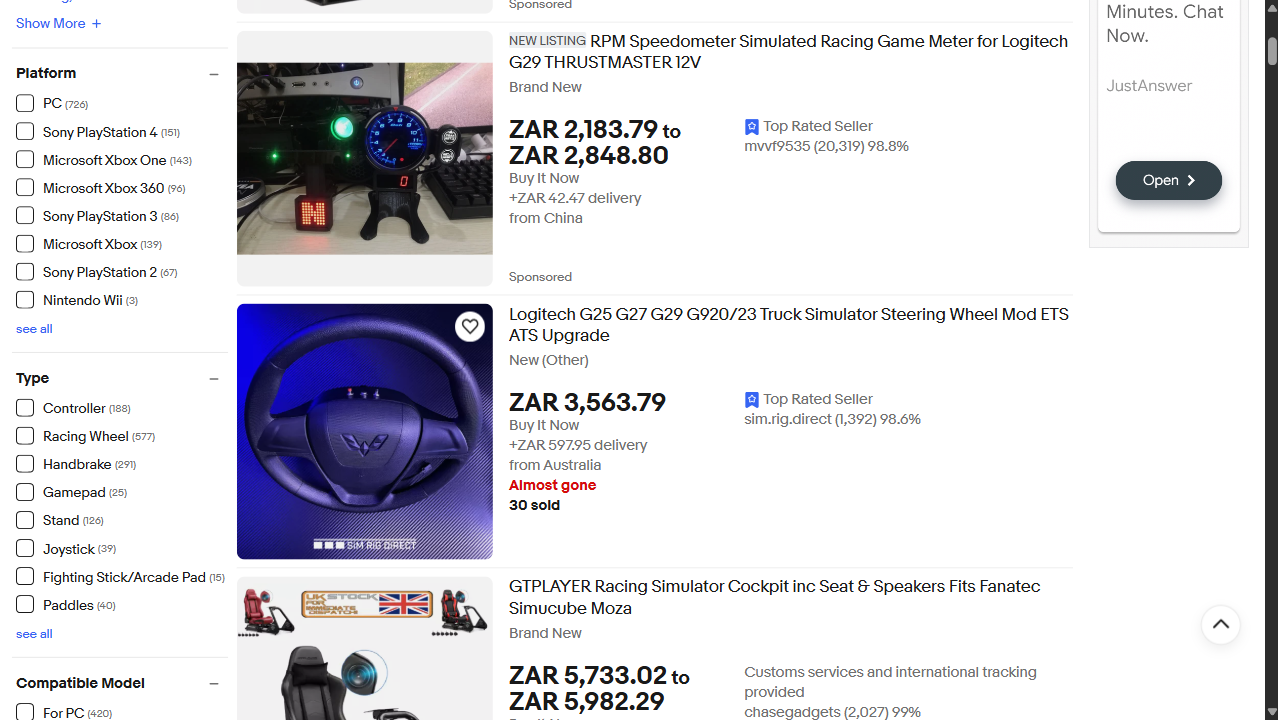 Show More +
Platform
PC (726)
Sony PlayStation 4 (151)
Microsoft Xbox One (143)
Microsoft Xbox 360 (96)
Sony PlayStation 3 (86)
Microsoft Xbox (139)
Sony PlayStation 2 (67)
Nintendo Wii (3)
see all
Type
Controller (188)
Racing Wheel (577)
Handbrake (291)
Gamepad (25)
Stand (126)
Joystick (39)
Fighting Stick/Arcade Pad (15)
Paddles (40)
see all
Compatible Model
For PC (420)
Sponsored
NEW LISTING RPM Speedometer Simulated Racing Game Meter for Logitech
G29 THRUSTMASTER 12V
Brand New
ZAR 2,183.79 to
ZAR 2,848.80
Buy It Now
+ZAR 42.47 delivery
from China
Top Rated Seller
mvvf9535 (20,319) 98.8%
Sponsored
N
0
Logitech G25 G27 G29 G920/23 Truck Simulator Steering Wheel Mod ETS
ATS Upgrade
New (Other)
ZAR 3,563.79
Buy It Now
+ZAR 597.95 delivery
from Australia
Almost gone
30 sold
Top Rated Seller
sim.rig.direct (1,392) 98.6%
SIM RIG DIRECT
GTPLAYER Racing Simulator Cockpit inc Seat & Speakers Fits Fanatec
Simucube Moza
Brand New
ZAR 5,733.02 to
ZAR 5,982.29
Customs services and international tracking
provided
chasegadgets (2,027) 99%
UK STOCK
FOR
IMMEDIATE
DISPATCH!
Minutes. Chat
Now.
JustAnswer
Open